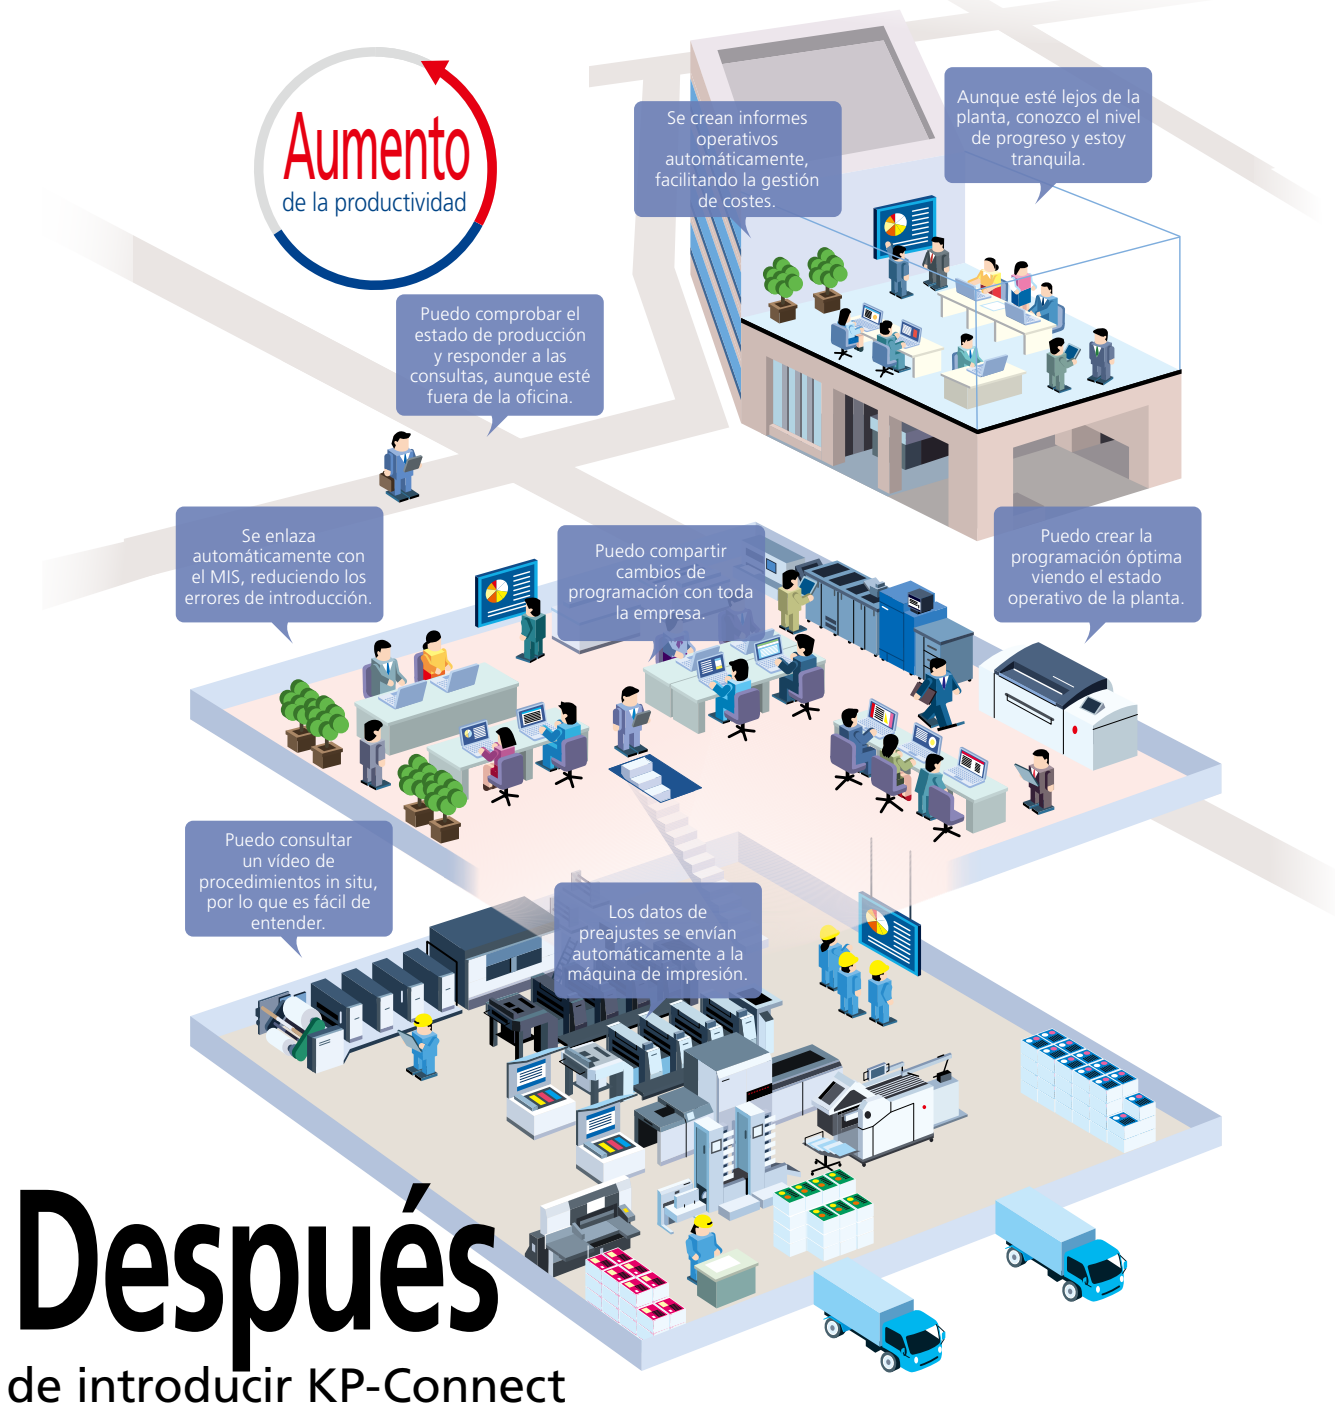 Aumento
de la productividad
Se crean informes
operativos
automáticamente,
facilitando la gestión
de costes.
Aunque esté lejos de la
planta, conozco el nivel
de progreso y estoy
tranquila.
Puedo comprobar el
estado de producción
y responder a las
consultas, aunque esté
fuera de la oficina.
Se enlaza
automáticamente con
el MIS, reduciendo los
errores de introducción.
Puedo compartir
cambios de
programación con toda
la empresa.
Puedo crear la
programación óptima
viendo el estado
operativo de la planta.
Puedo consultar
un vídeo de
procedimientos in situ,
por lo que es fácil de
entender.
Los datos de
preajustes se envían
automáticamente a la
máquina de impresión.
Después
de introducir KP-Connect